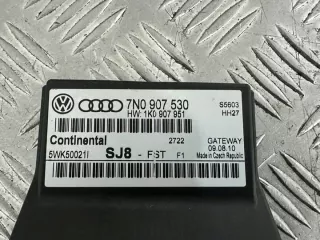 7N0 907 530
HW: 1K0 907 951
S5603
HH27
Continental
2722
GATEWAY
5WK50021I
SJ8 - FST F1
09.08.10
Made in Czech Republic